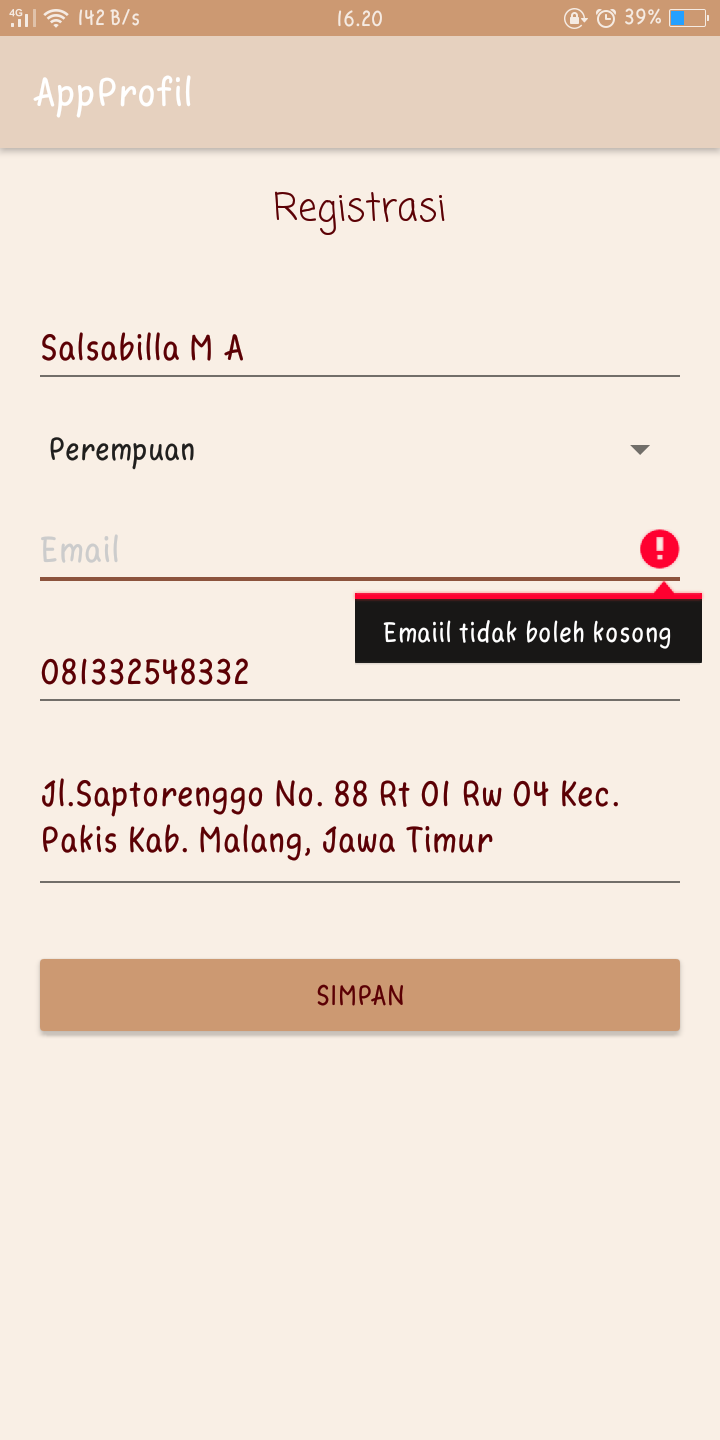 4G 142 B/s 16.20 39%
AppProfil
Registrasi
Salsabilla M A
Perempuan
Email
Emaiil tidak boleh kosong
081332548332
Jl.Saptorenggo No. 88 Rt 01 Rw 04 Kec.
Pakis Kab. Malang, Jawa Timur
SIMPAN